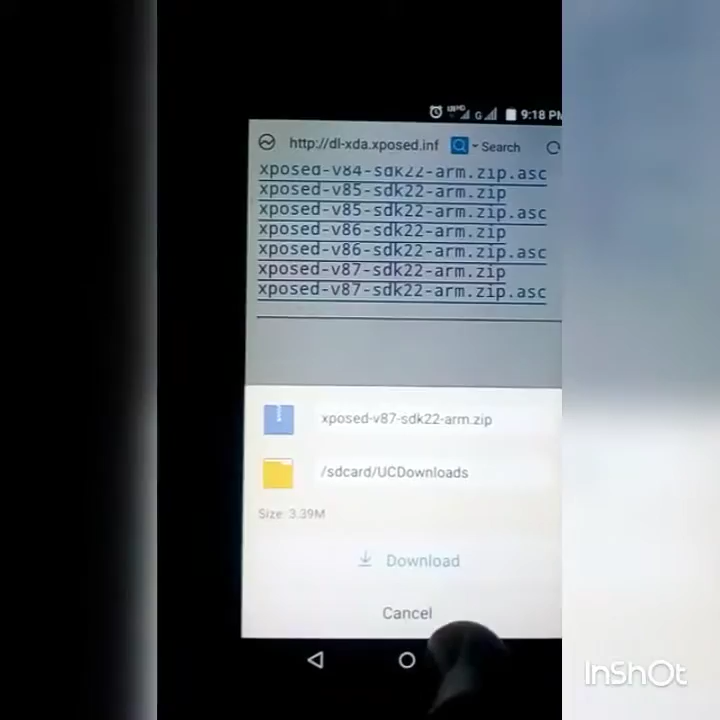 9:18 PM
http://dl-xda.xposed.inf Search
xposed-v84-sdk22-arm.zip.asc
xposed-v85-sdk22-arm.zip
xposed-v85-sdk22-arm.zip.asc
xposed-v86-sdk22-arm.zip
xposed-v86-sdk22-arm.zip.asc
xposed-v87-sdk22-arm.zip
xposed-v87-sdk22-arm.zip.asc
xposed-v87-sdk22-arm.zip
/sdcard/UCDownloads
Size: 3.39M
Download
Cancel
InShOt